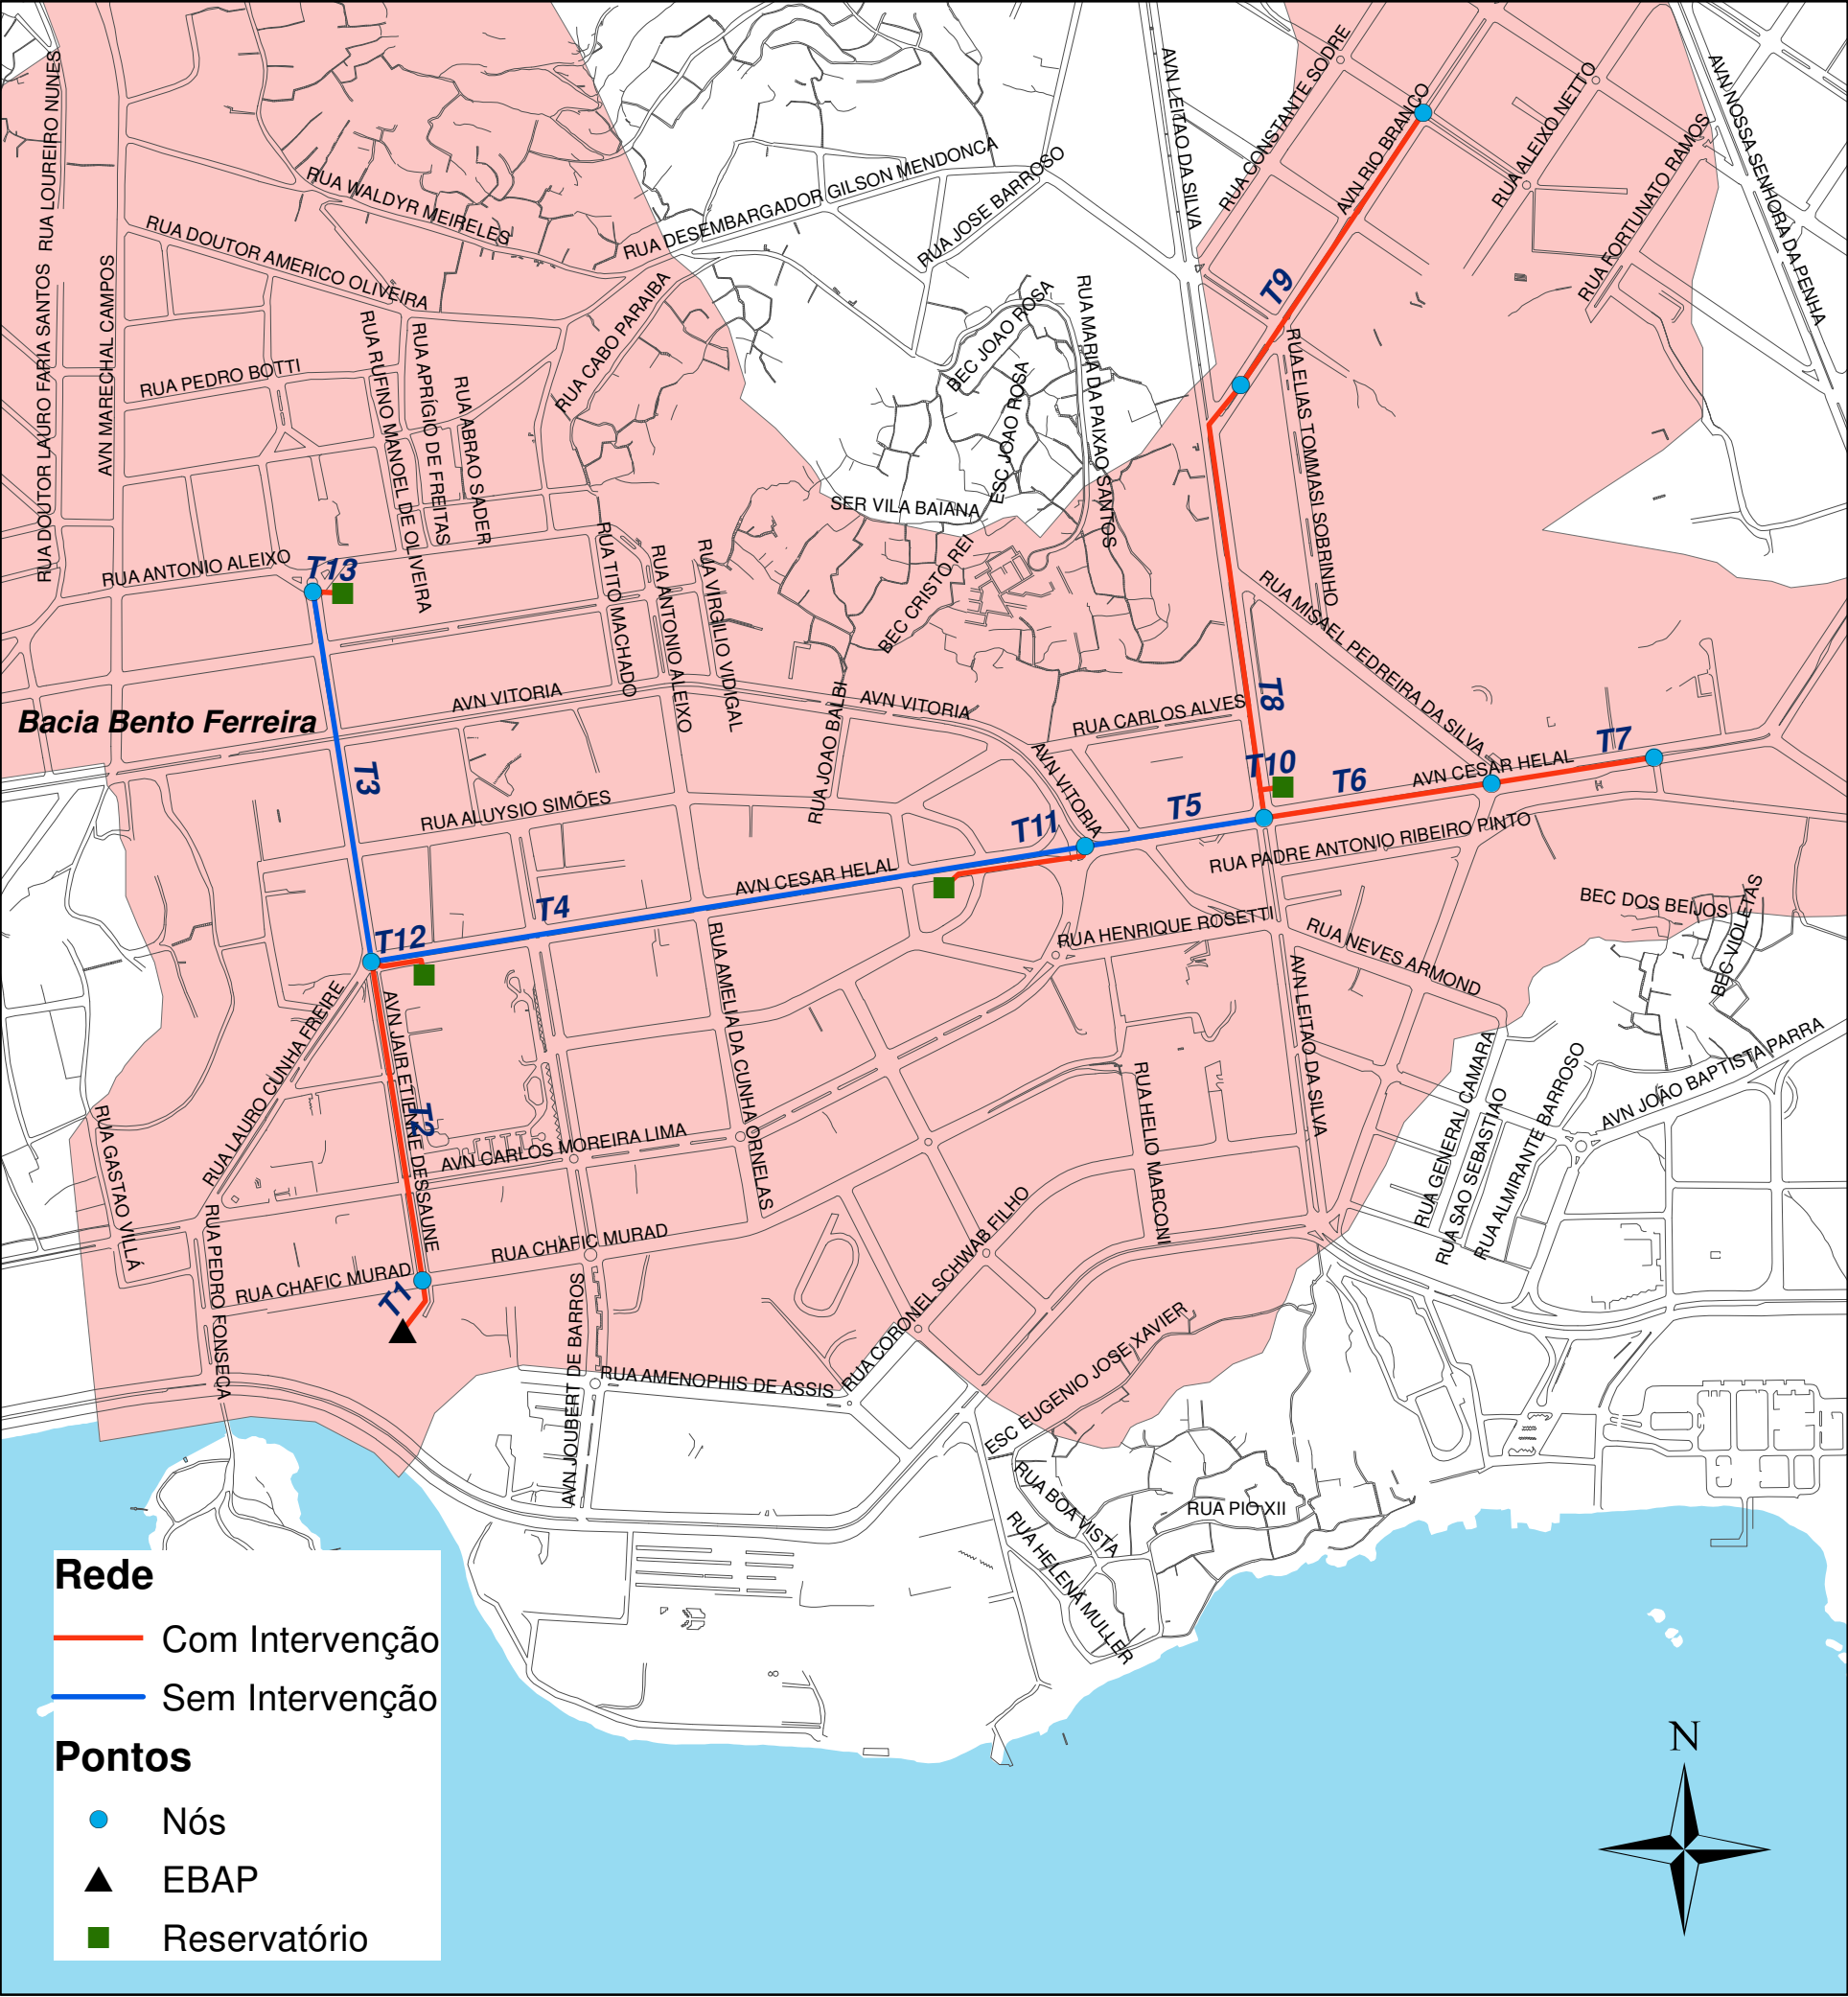 RUA LOUREIRO NUNES
RUA DOUTOR LAURO FARIA SANTOS
AVN MARECHAL CAMPOS
RUA WALDYR MEIRELES
RUA DOUTOR AMERICO OLIVEIRA
RUA DESEMBARGADOR GILSON MENDONCA
RUA JOSE BARROSO
AVN LEITAO DA SILVA
RUA CONSTANTE SODRE
AVN RIO BRANCO
RUA ALEIXO NETTO
RUA FORTUNATO RAMOS
AVN NOSSA SENHORA DA PENHA
T9
RUA PEDRO BOTTI
RUA RUFINO MANOEL DE OLIVEIRA
RUA APRÍGIO DE FREITAS
RUA ABRAO SADER
RUA CABO PARAIBA
BEC JOAO ROSA
ESC JOAO ROSA
RUA MARIA DA PAIXAO SANTOS
RUA ELIAS TOMMASI SOBRINHO
SER VILA BAIANA
RUA ANTONIO ALEIXO
T13
RUA TITO MACHADO
RUA ANTONIO ALEIXO
RUA VIRGILIO VIDIGAL
BEC CRISTO REI
RUA MISAEL PEDREIRA DA SILVA
Bacia Bento Ferreira
AVN VITORIA
AVN VITORIA
RUA JOAO BALBI
AVN VITORIA
RUA CARLOS ALVES
T8
T3
T10
T6
T7
AVN CESAR HELAL
RUA ALUYSIO SIMÕES
T11
T5
RUA PADRE ANTONIO RIBEIRO PINTO
AVN CESAR HELAL
T4
T12
BEC DOS BEIJOS
BEC VIOLETAS
RUA HENRIQUE ROSETTI
RUA NEVES ARMOND
AVN LEITAO DA SILVA
RUA AMELIA DA CUNHA ORNELAS
RUA LAURO CUNHA FREIRE
AVN JAIR ETIENNE DESSAUNE
T2
RUA GASTAO VILLÁ
RUA PEDRO FONSECA
AVN CARLOS MOREIRA LIMA
RUA HELIO MARCONI
RUA GENERAL CAMARA
RUA SAO SEBASTIAO
RUA ALMIRANTE BARROSO
AVN JOÃO BAPTISTA PARRA
RUA CHAFIC MURAD
RUA CHAFIC MURAD
T1
AVN JOUBERT DE BARROS
RUA AMENOPHIS DE ASSIS
RUA CORONEL SCHWAB FILHO
ESC EUGENIO JOSE XAVIER
RUA BOA VISTA
RUA PIO XII
RUA HELENA MULLER
Rede
Com Intervenção
Sem Intervenção
Pontos
Nós
EBAP
Reservatório
N